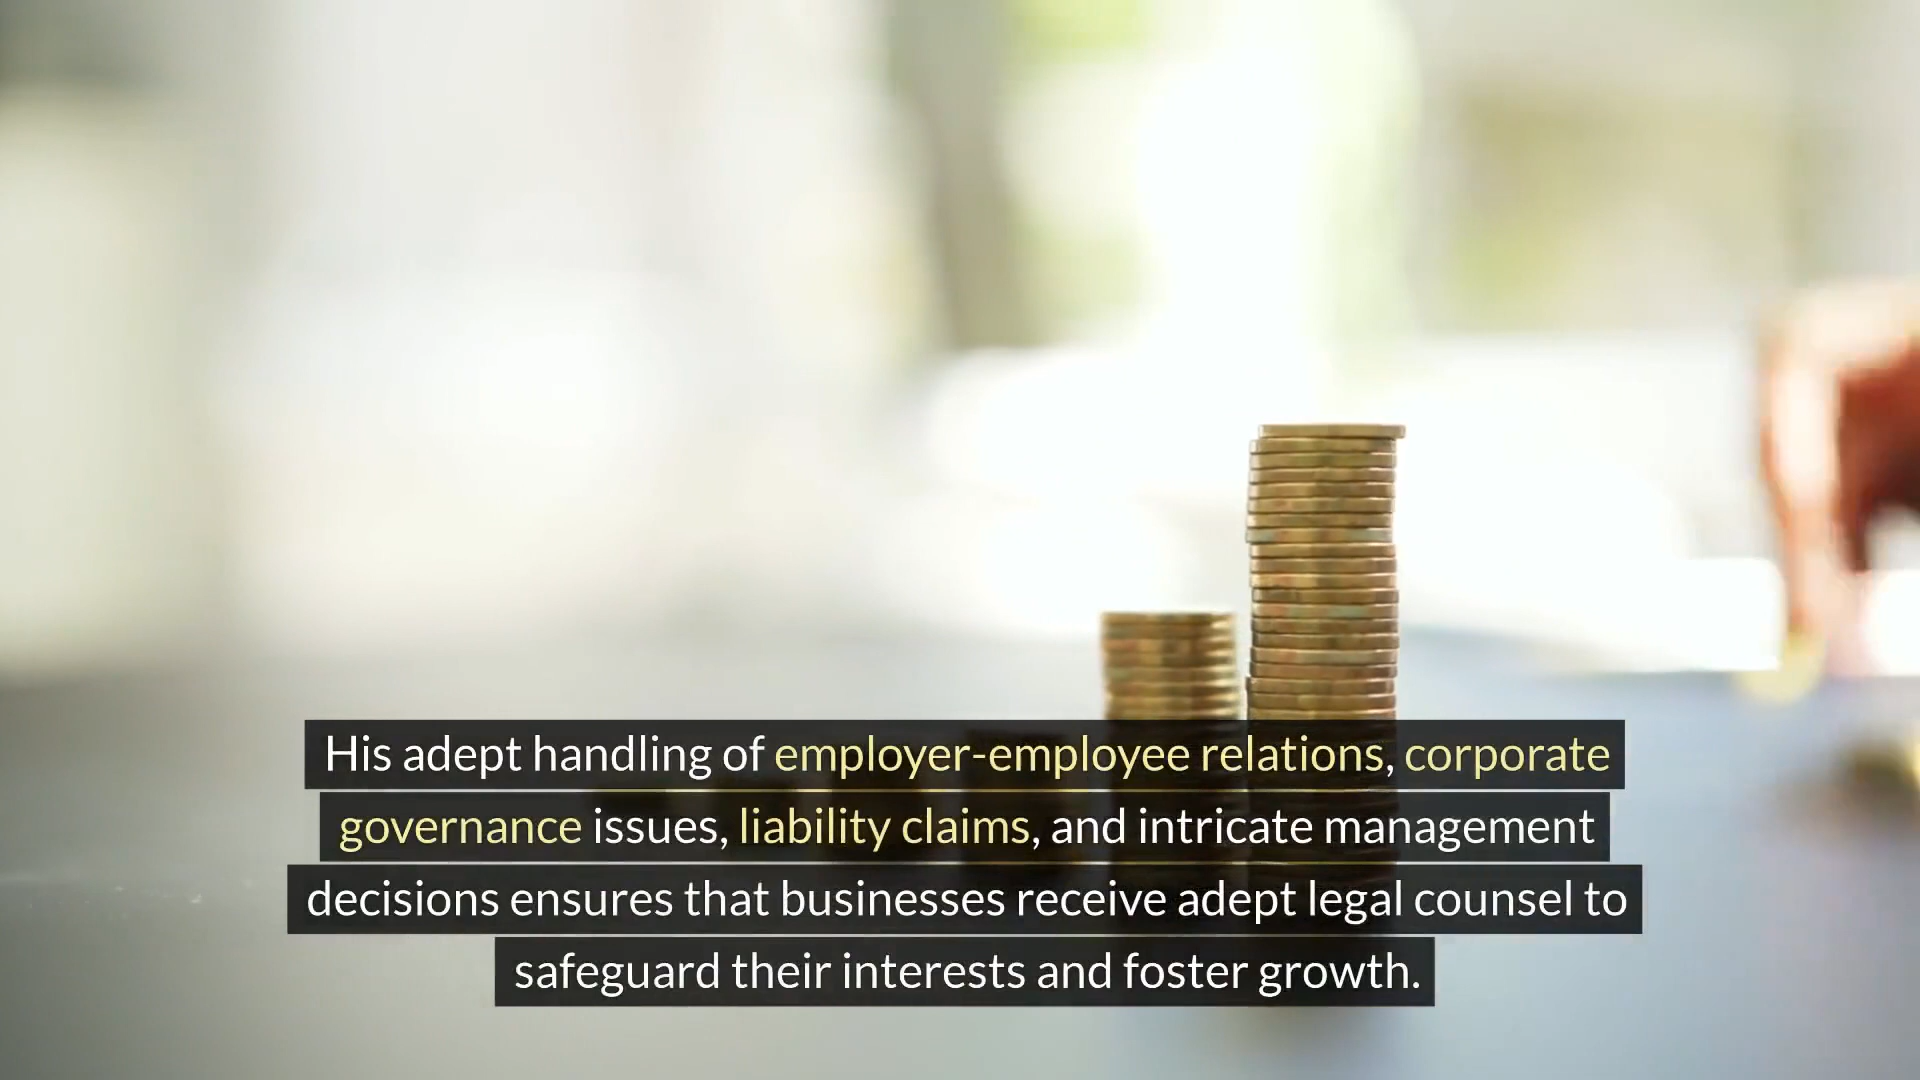 His adept handling of employer-employee relations, corporate
governance issues, liability claims, and intricate management
decisions ensures that businesses receive adept legal counsel to
safeguard their interests and foster growth.